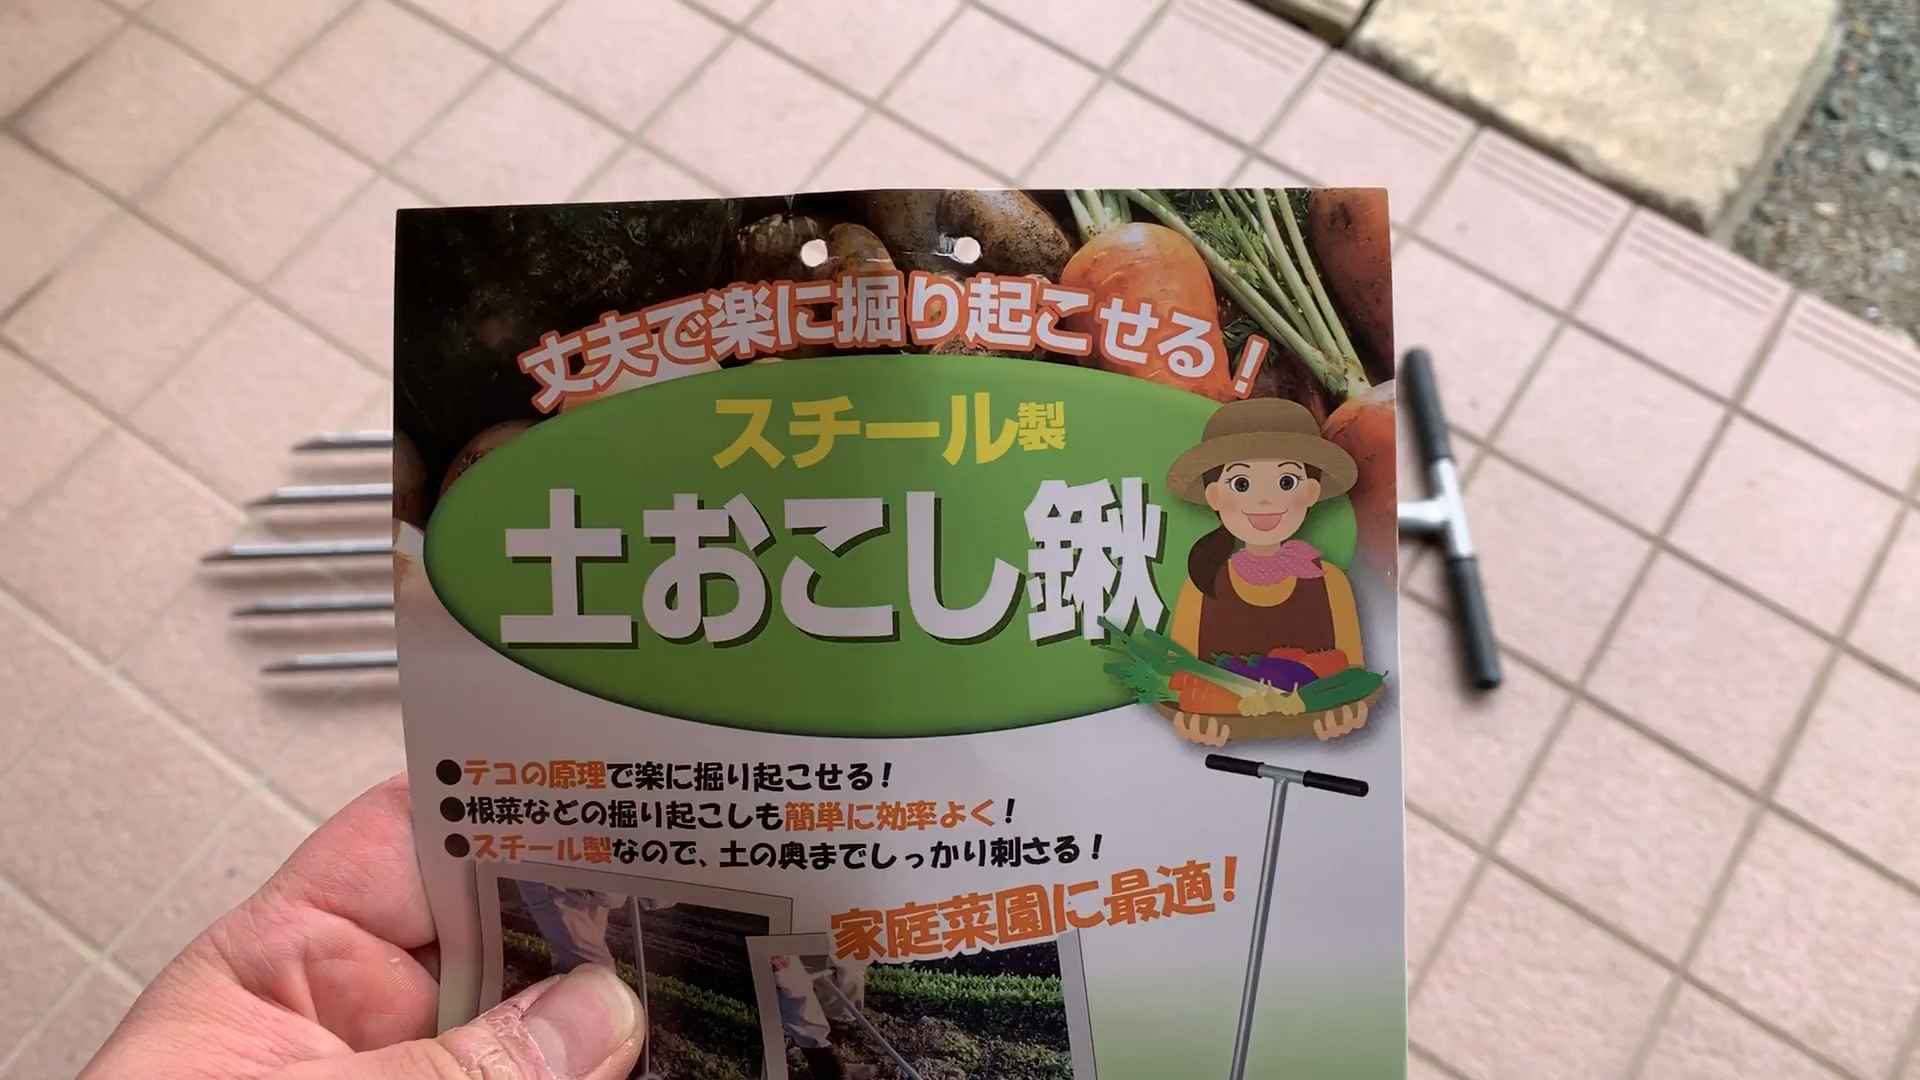 丈夫で楽に掘り起こせる!
スチール製
土おこし鍬
●テコの原理で楽に掘り起こせる!
●根菜などの掘り起こしも簡単に効率よく!
●スチール製なので、土の奥までしっかり刺さる!
家庭菜園に最適!